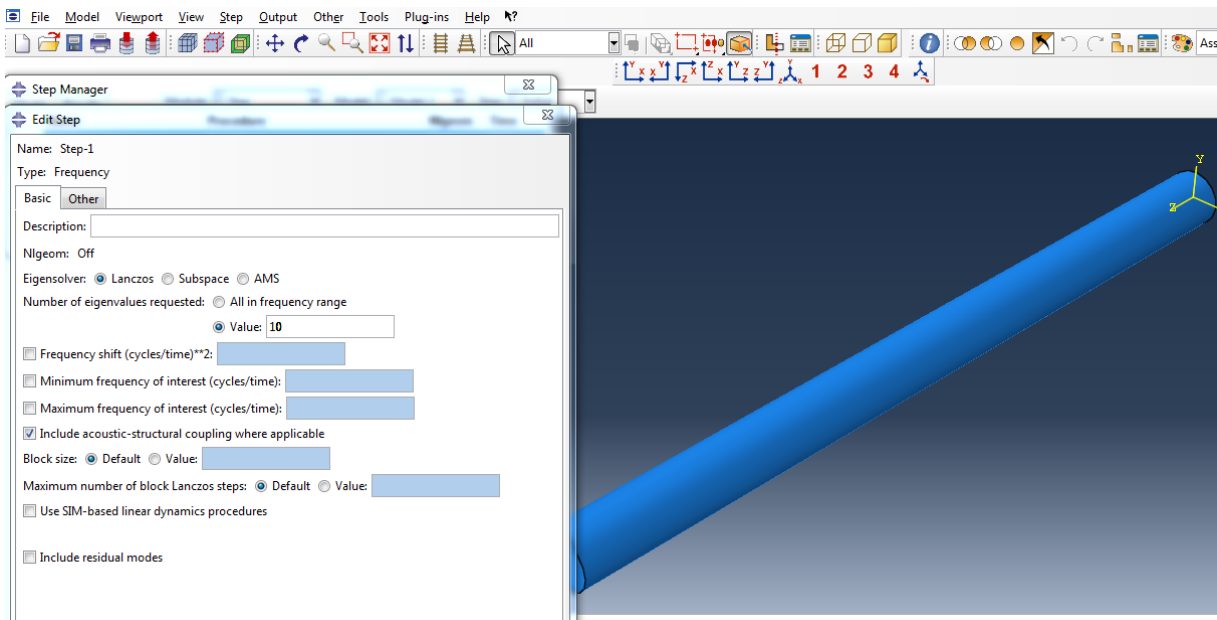 File Model Viewport View Step Output Other Tools Plug-ins Help
All
Ass
1 2 3 4
Step Manager
Edit Step
Procedure Nlgeom Time
Name: Step-1
Type: Frequency
Basic Other
Description:
Nlgeom: Off
Eigensolver: Lanczos Subspace AMS
Number of eigenvalues requested: All in frequency range
Value: 10
Frequency shift (cycles/time)**2:
Minimum frequency of interest (cycles/time):
Maximum frequency of interest (cycles/time):
Include acoustic-structural coupling where applicable
Block size: Default Value:
Maximum number of block Lanczos steps: Default Value:
Use SIM-based linear dynamics procedures
Include residual modes
Y
Z